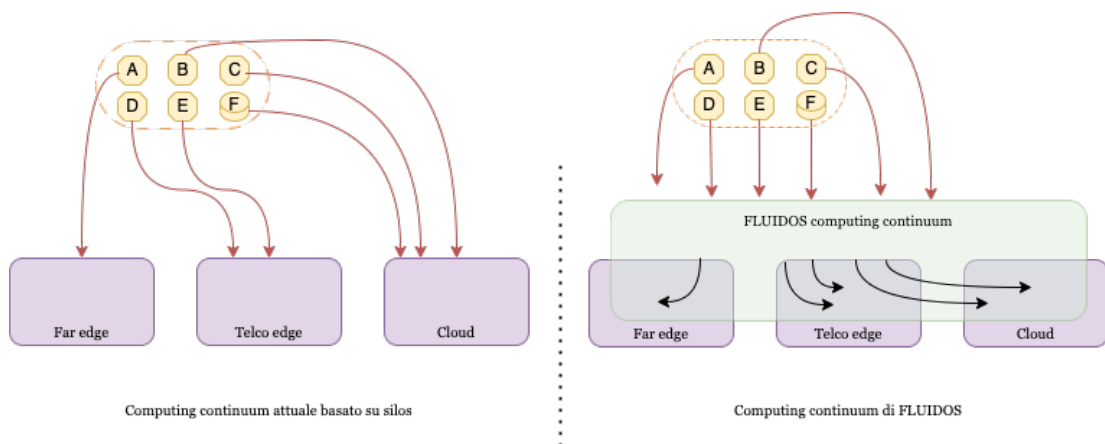 A B C
D E F
Far edge
Telco edge
Cloud
Computing continuum attuale basato su silos
A B C
D E F
FLUIDOS computing continuum
Far edge
Telco edge
Cloud
Computing continuum di FLUIDOS